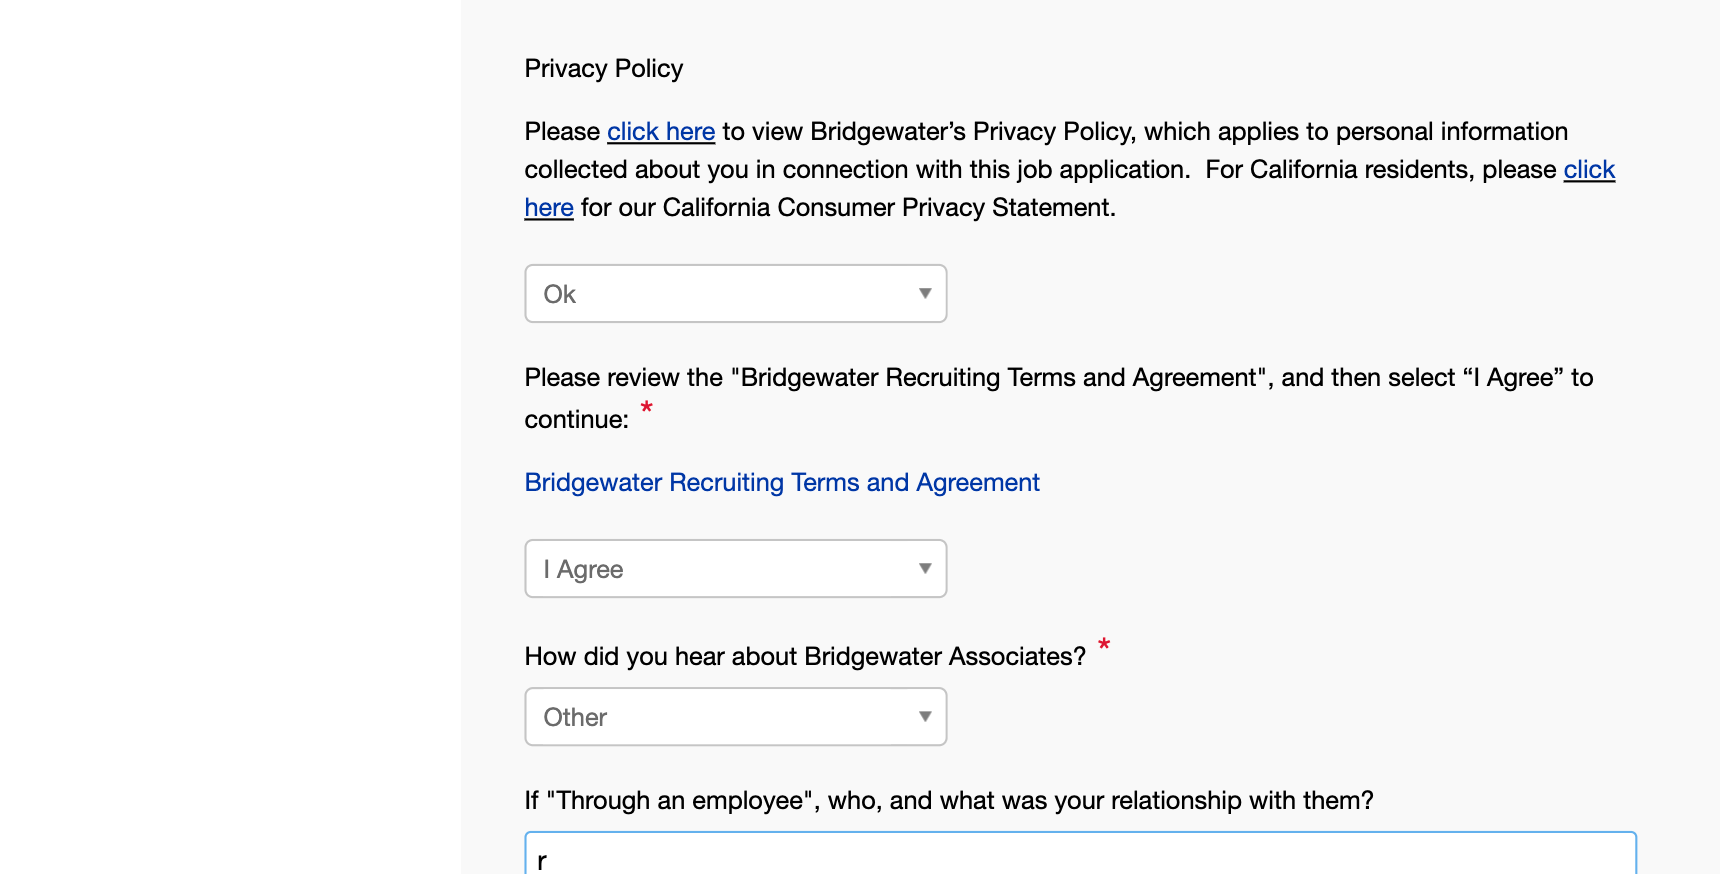 Privacy Policy
Please click here to view Bridgewater’s Privacy Policy, which applies to personal information
collected about you in connection with this job application.  For California residents, please click
here for our California Consumer Privacy Statement.
Ok
Please review the "Bridgewater Recruiting Terms and Agreement", and then select “I Agree” to
continue: *
Bridgewater Recruiting Terms and Agreement
I Agree
How did you hear about Bridgewater Associates? *
Other
If "Through an employee", who, and what was your relationship with them?
r